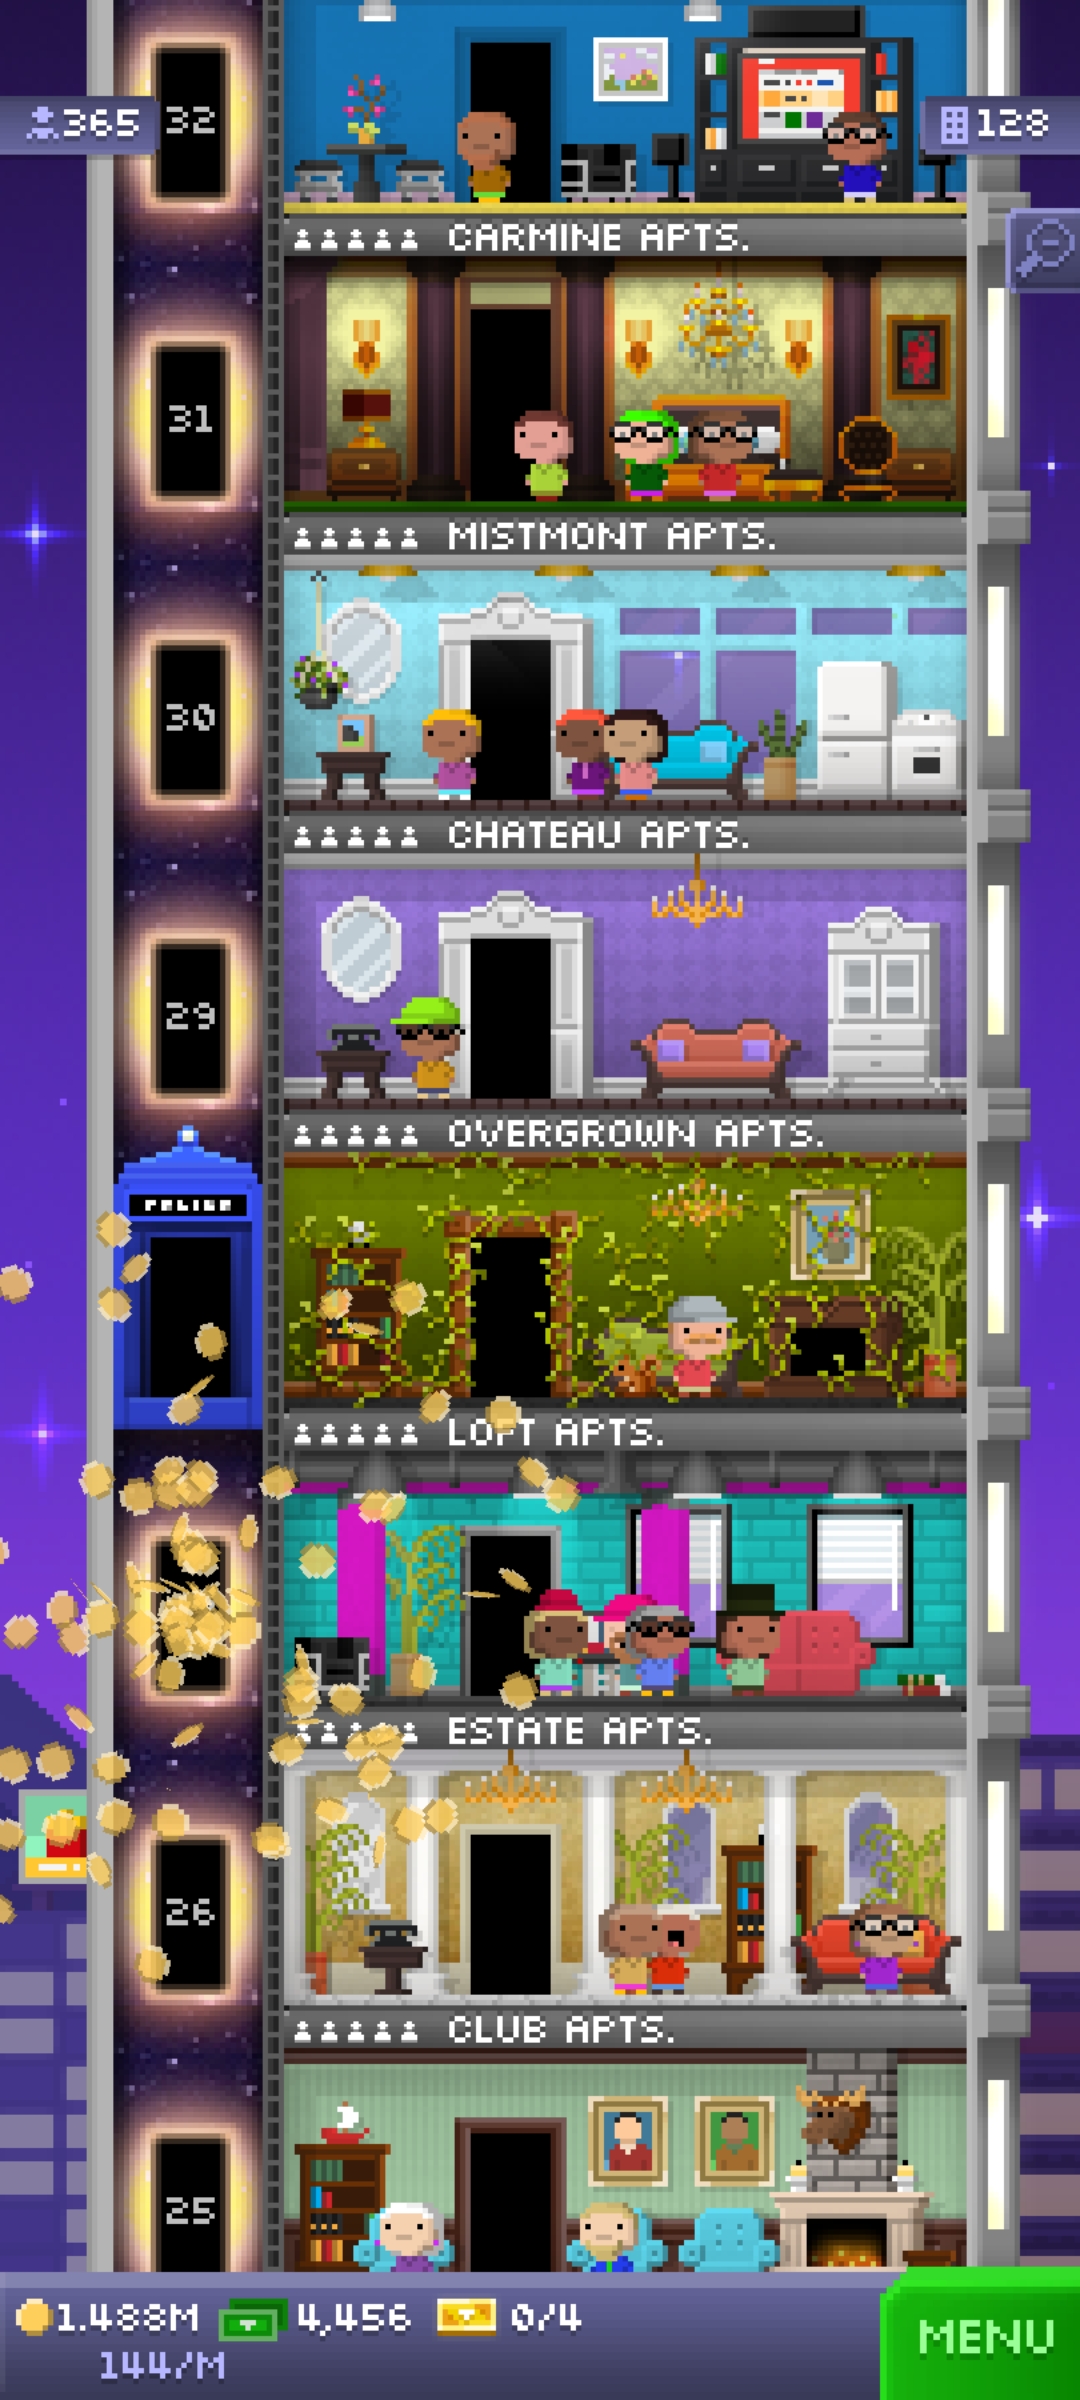 32
365
128
CARMINE APTS.
31
MISTMONT APTS.
30
CHATEAU APTS.
29
OVERGROWN APTS.
POLICE
LOFT APTS.
ESTATE APTS.
26
CLUB APTS.
25
1.488M 4,456 0/4
144/M
MENU